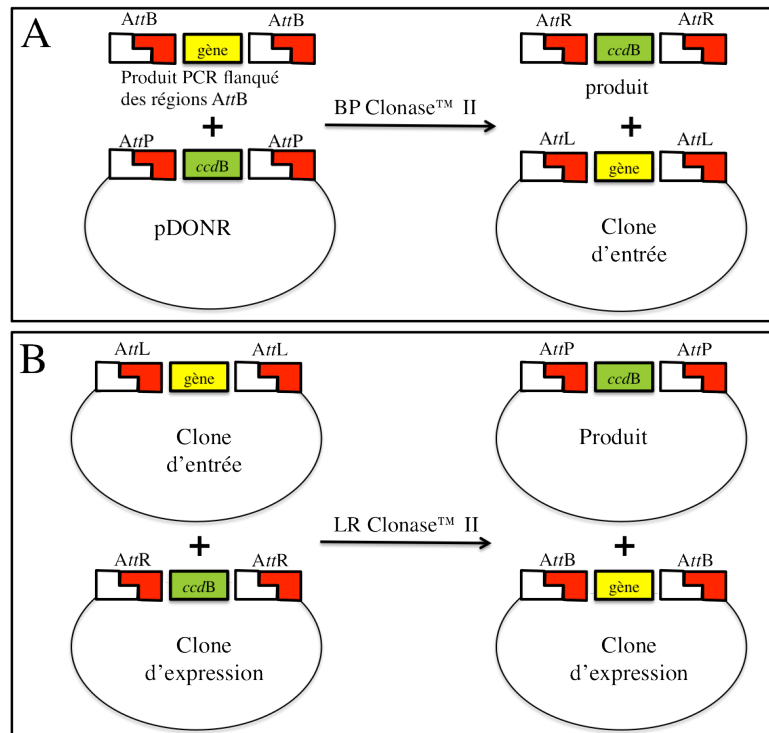 A
AttB
AttB
gène
Produit PCR flanqué
des régions AttB
+
AttP
AttP
ccdB
pDONR
BP Clonase™ II
AttR
AttR
ccdB
produit
+
AttL
AttL
gène
Clone
d'entrée
B
AttL
AttL
gène
Clone
d'entrée
+
AttR
AttR
ccdB
Clone
d'expression
LR Clonase™ II
AttP
AttP
ccdB
Produit
+
AttB
AttB
gène
Clone
d'expression